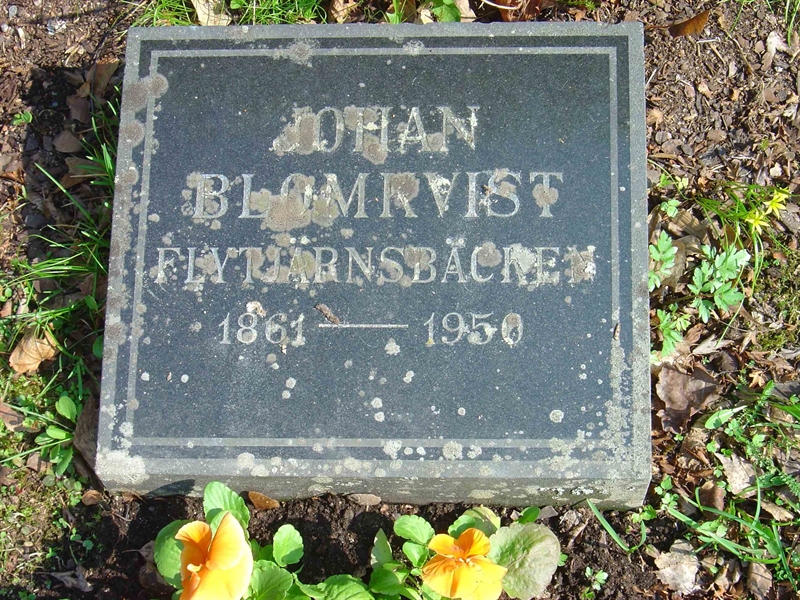 JOHAN
BLOMKVIST
FLYTJÄRNSBÄCKEN
1861 — 1950